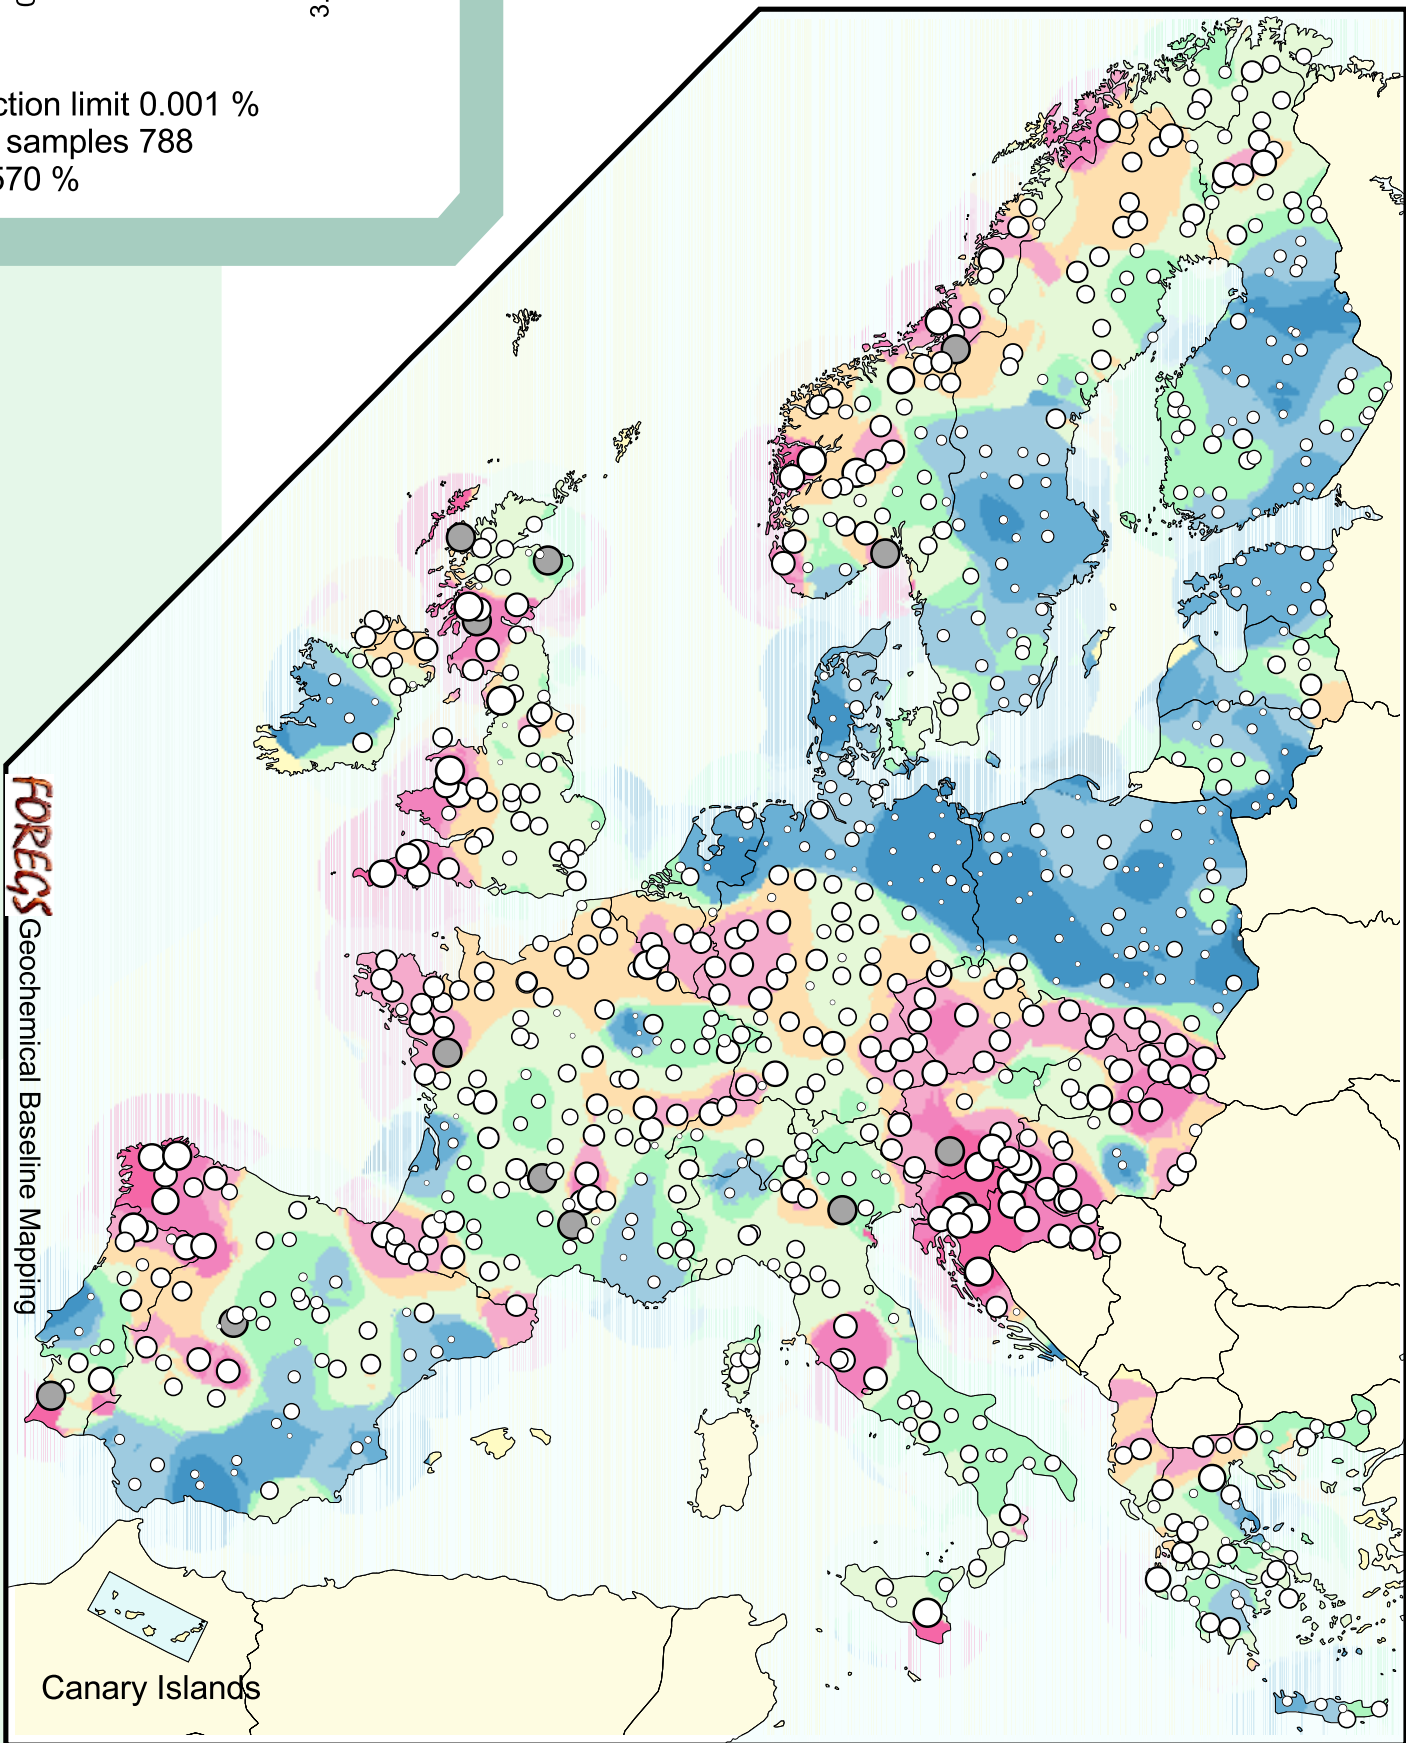 ction limit 0.001 %
samples 788
570 %
FOREGS Geochemical Baseline Mapping
Canary Islands